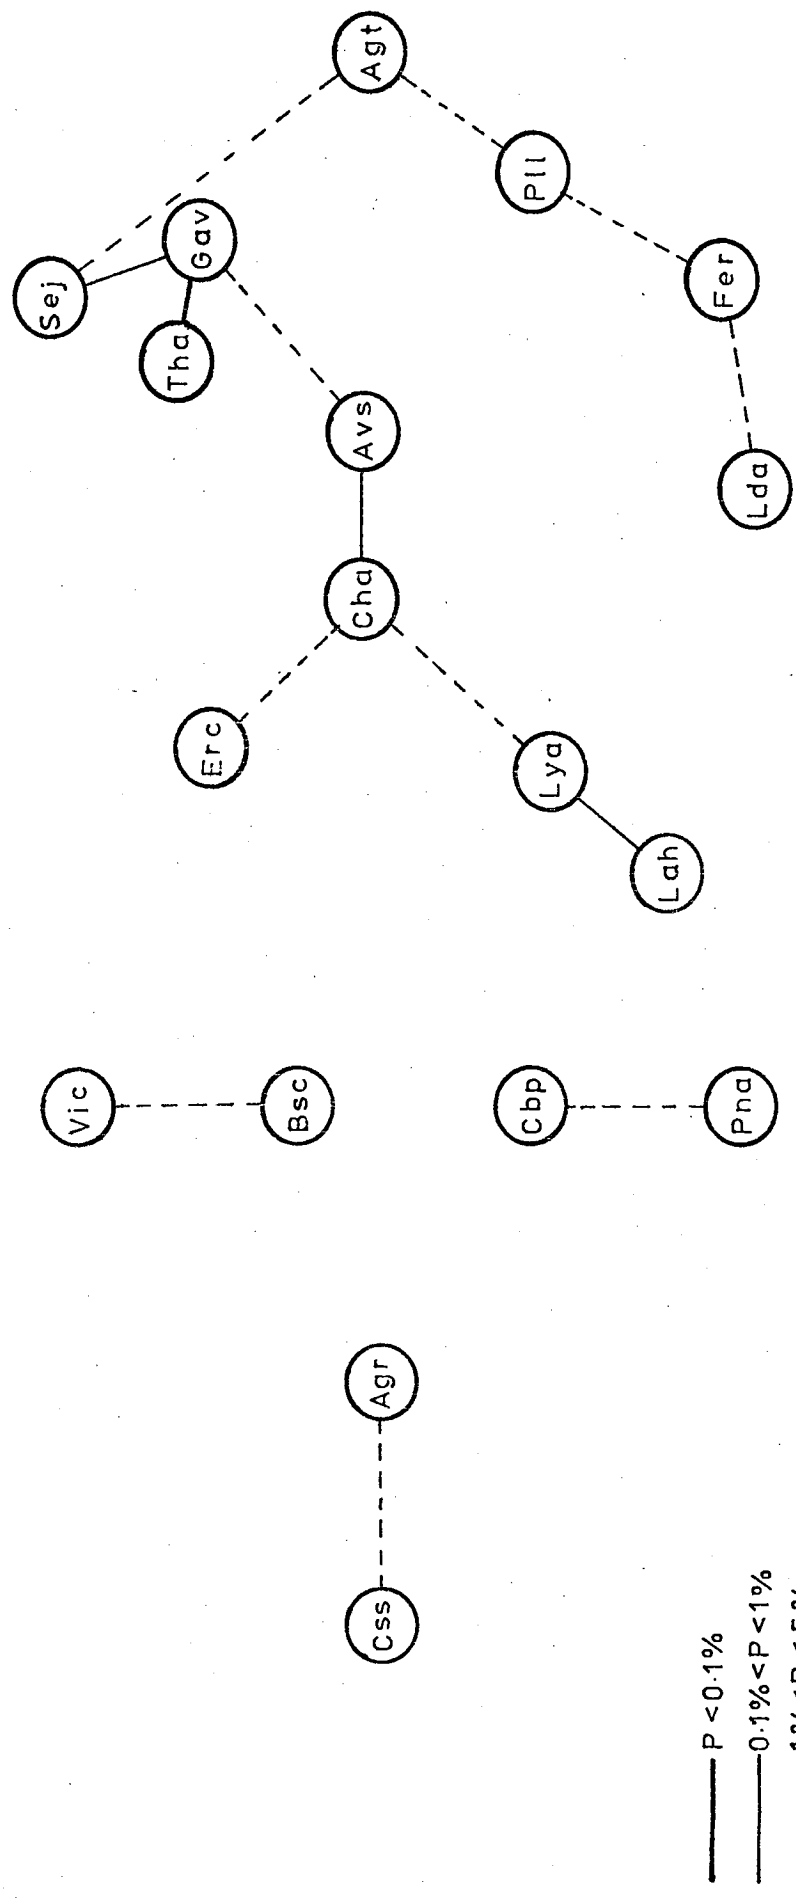 Sej
Vic
Tha
Gav
Erc
Bsc
Agt
Avs
Cha
Agr
Css
Pll
Lya
Cbp
Lah
Fer
Lda
Pna
P<0·1%
0·1%<P<1%